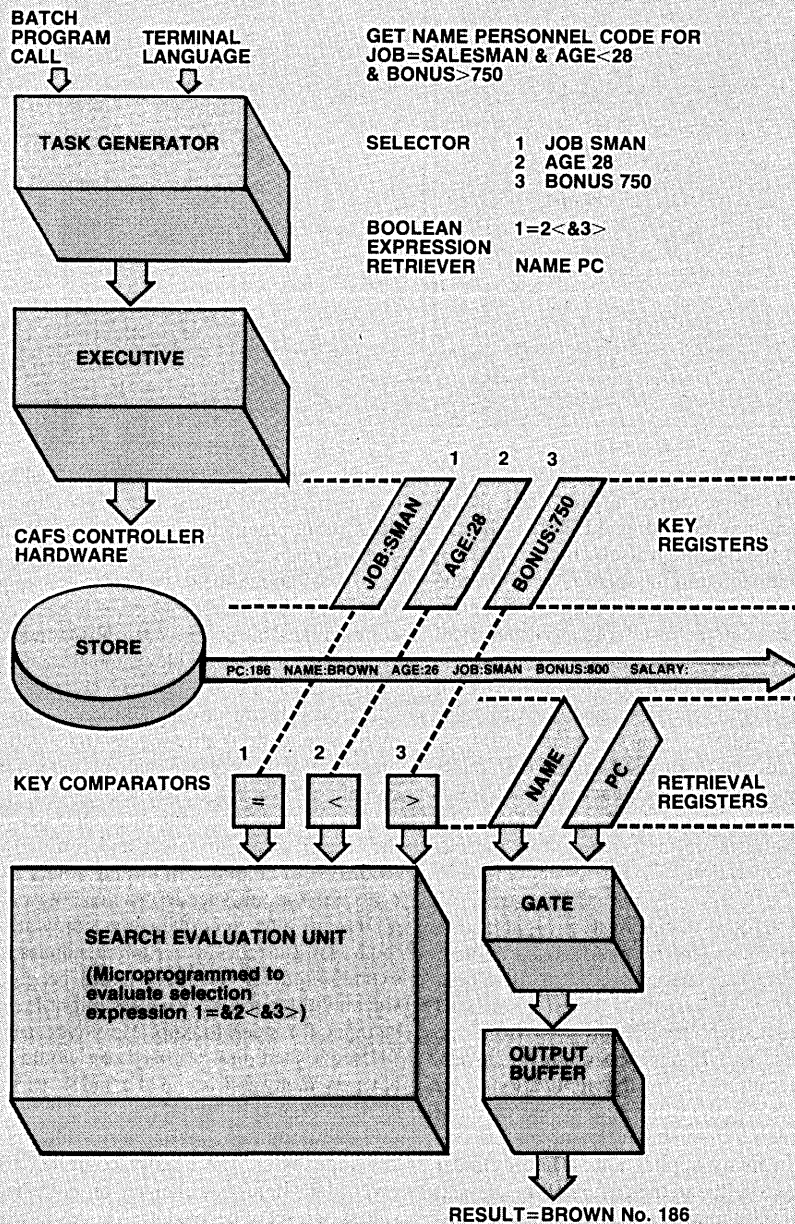 BATCH
PROGRAM
CALL
TERMINAL
LANGUAGE
GET NAME PERSONNEL CODE FOR
JOB=SALESMAN & AGE<28
& BONUS>750
TASK GENERATOR
SELECTOR 1 JOB SMAN
2 AGE 28
3 BONUS 750
BOOLEAN 1=2<&3>
EXPRESSION
RETRIEVER NAME PC
EXECUTIVE
1 2 3
CAFS CONTROLLER
HARDWARE
JOB:SMAN
AGE:28
BONUS:750
KEY
REGISTERS
STORE
PC:186 NAME:BROWN AGE:26 JOB:SMAN BONUS:800 SALARY:
1 2 3
KEY COMPARATORS
= < >
NAME
PC
RETRIEVAL
REGISTERS
SEARCH EVALUATION UNIT
(Microprogrammed to
evaluate selection
expression 1=&2<&3>)
GATE
OUTPUT
BUFFER
RESULT=BROWN No. 186